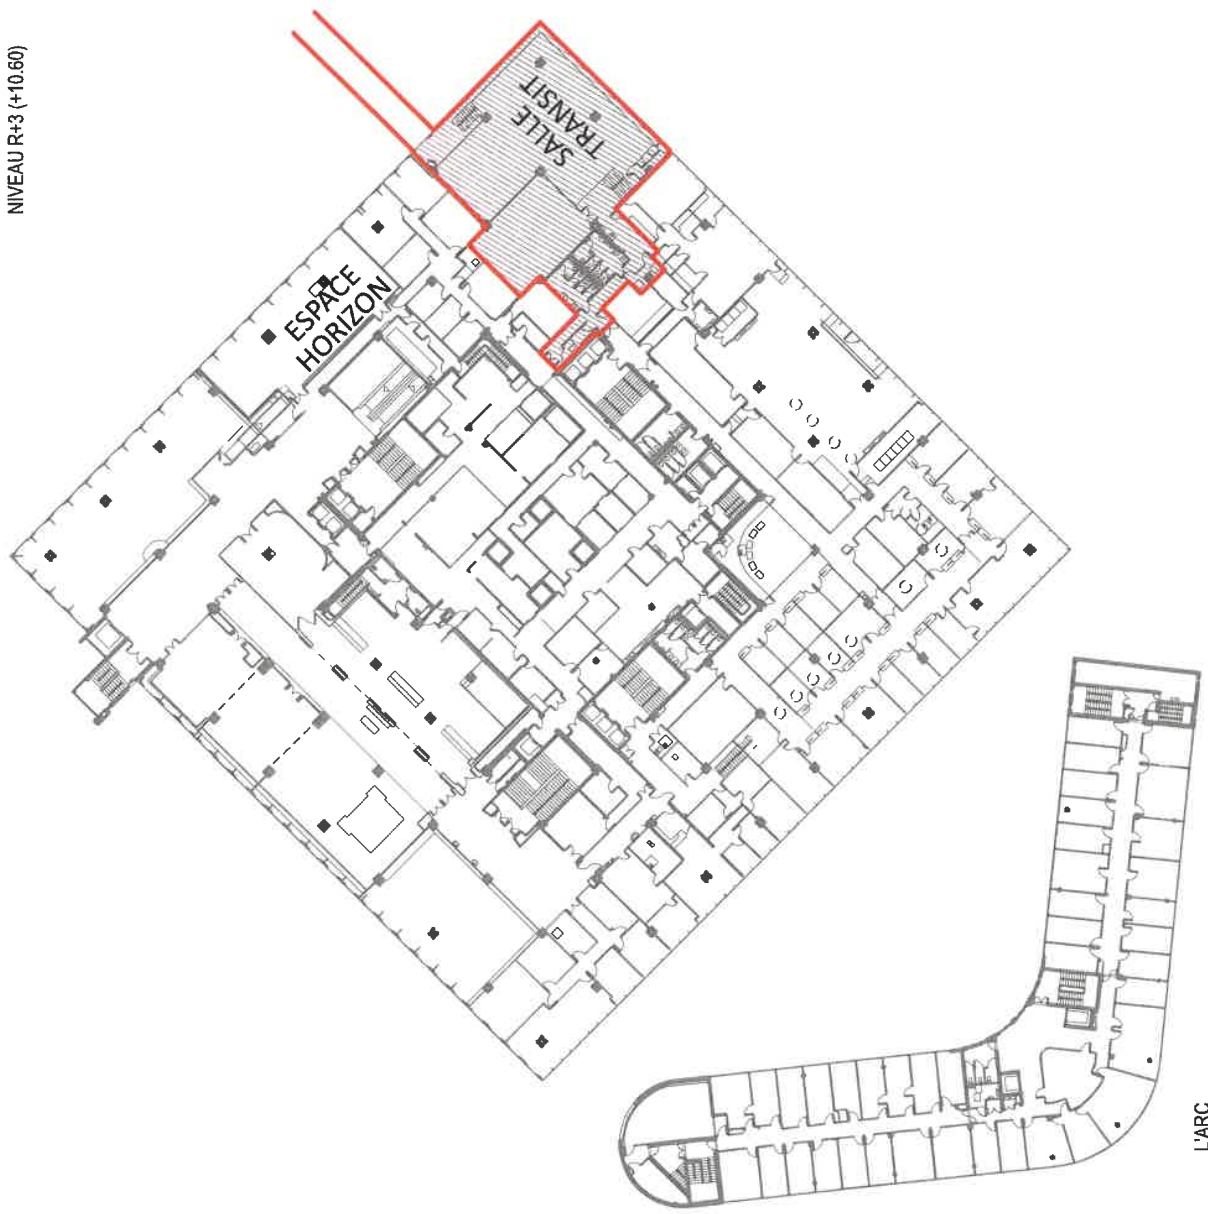 NIVEAU R+3 (+10.60)
SALLE
TRANSIT
ESPACE
HORIZON
L'ARC